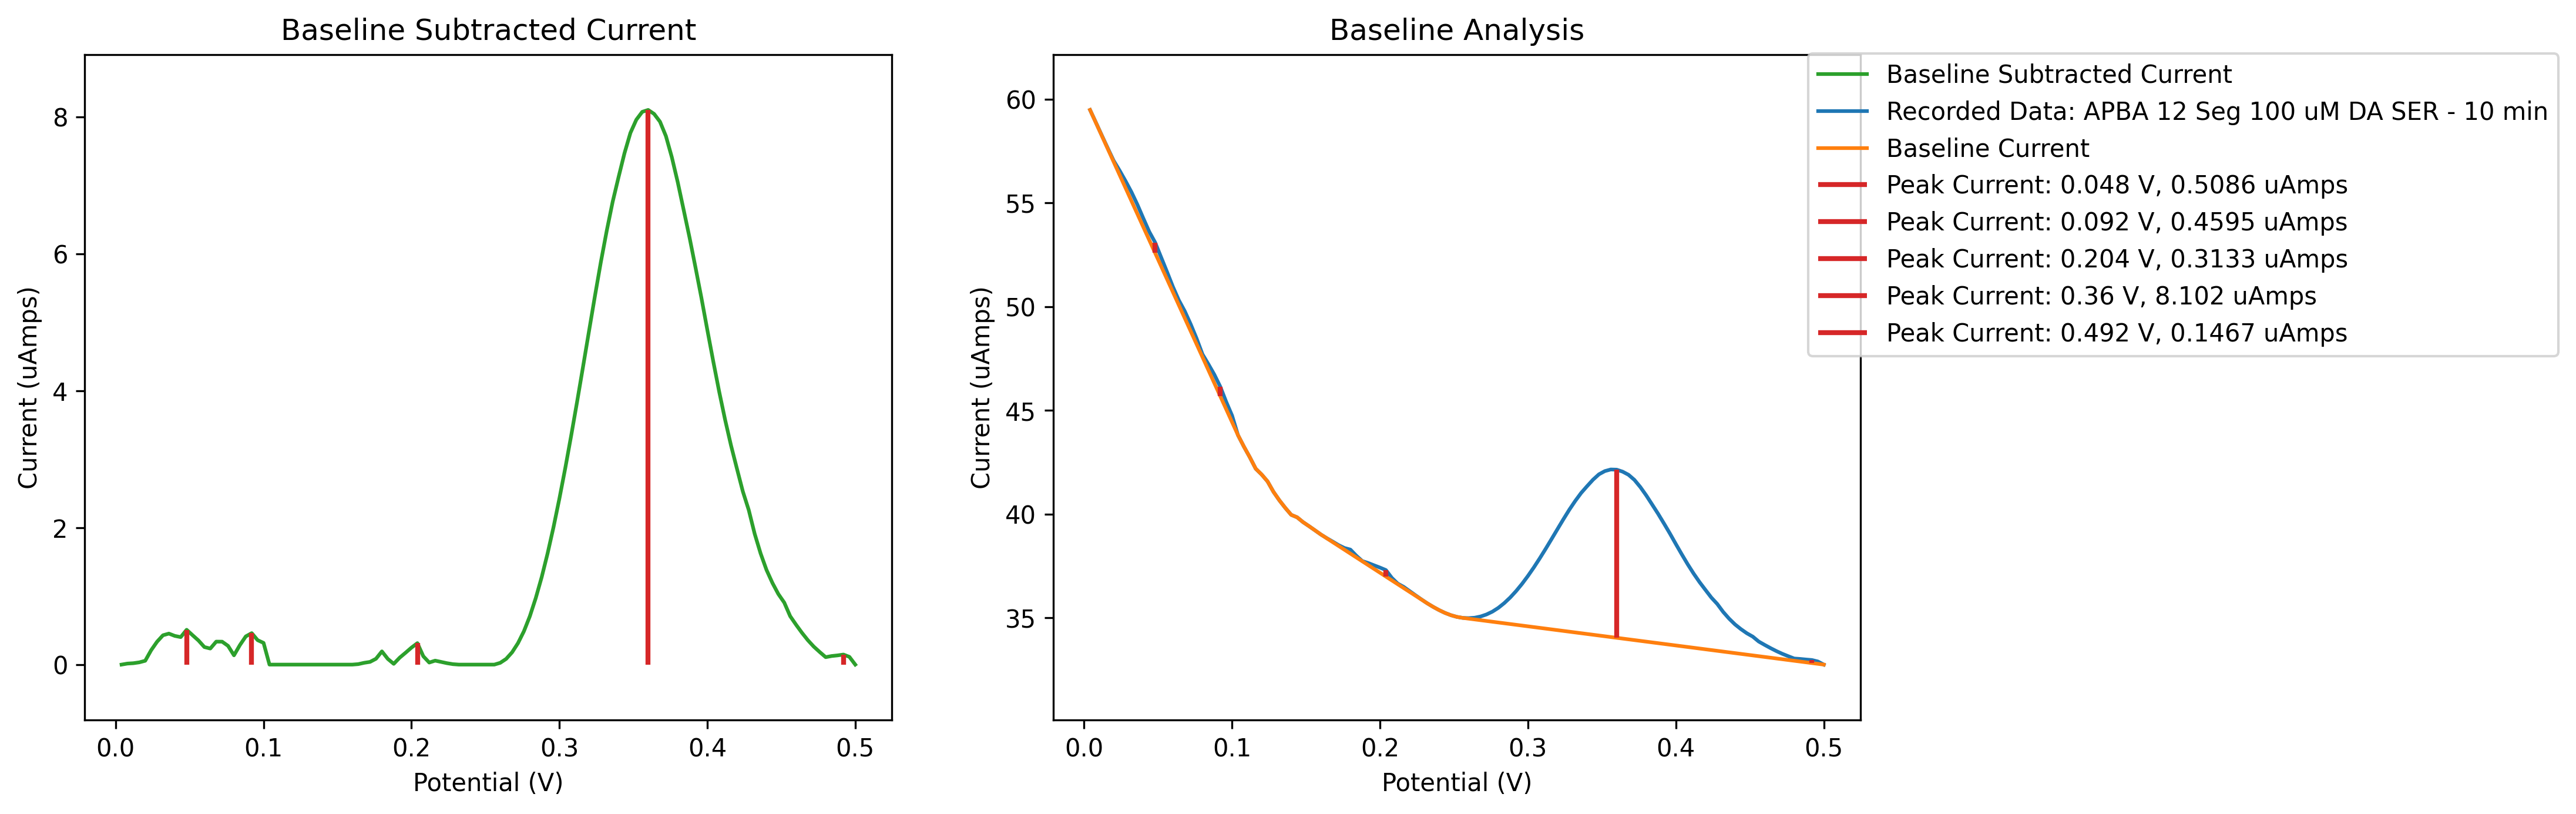 Baseline Subtracted Current
Current (uAmps)
8
6
4
2
0
0.0 0.1 0.2 0.3 0.4 0.5
Potential (V)
Baseline Analysis
Current (uAmps)
60
55
50
45
40
35
0.0 0.1 0.2 0.3 0.4 0.5
Potential (V)
Baseline Subtracted Current
Recorded Data: APBA 12 Seg 100 uM DA SER - 10 min
Baseline Current
Peak Current: 0.048 V, 0.5086 uAmps
Peak Current: 0.092 V, 0.4595 uAmps
Peak Current: 0.204 V, 0.3133 uAmps
Peak Current: 0.36 V, 8.102 uAmps
Peak Current: 0.492 V, 0.1467 uAmps